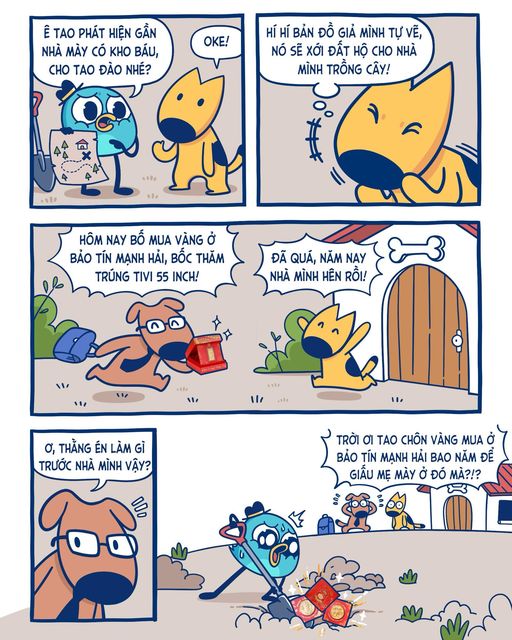 Ê TAO PHÁT HIỆN GẦN
NHÀ MÀY CÓ KHO BÁU,
CHO TAO ĐÀO NHÉ?
OKE!
HÍ HÍ BẢN ĐỒ GIẢ MÌNH TỰ VẼ,
NÓ SẼ XỚI ĐẤT HỘ CHO NHÀ
MÌNH TRỒNG CÂY!
HÔM NAY BỐ MUA VÀNG Ở
BẢO TÍN MẠNH HẢI, BỐC THĂM
TRÚNG TIVI 55 INCH!
ĐÃ QUÁ, NĂM NAY
NHÀ MÌNH HÊN RỒI!
Ơ, THẰNG ÉN LÀM GÌ
TRƯỚC NHÀ MÌNH VẬY?
TRỜI ƠI TAO CHÔN VÀNG MUA Ở
BẢO TÍN MẠNH HẢI BAO NĂM ĐỂ
GIẤU MẸ MÀY Ở ĐÓ MÀ?!?